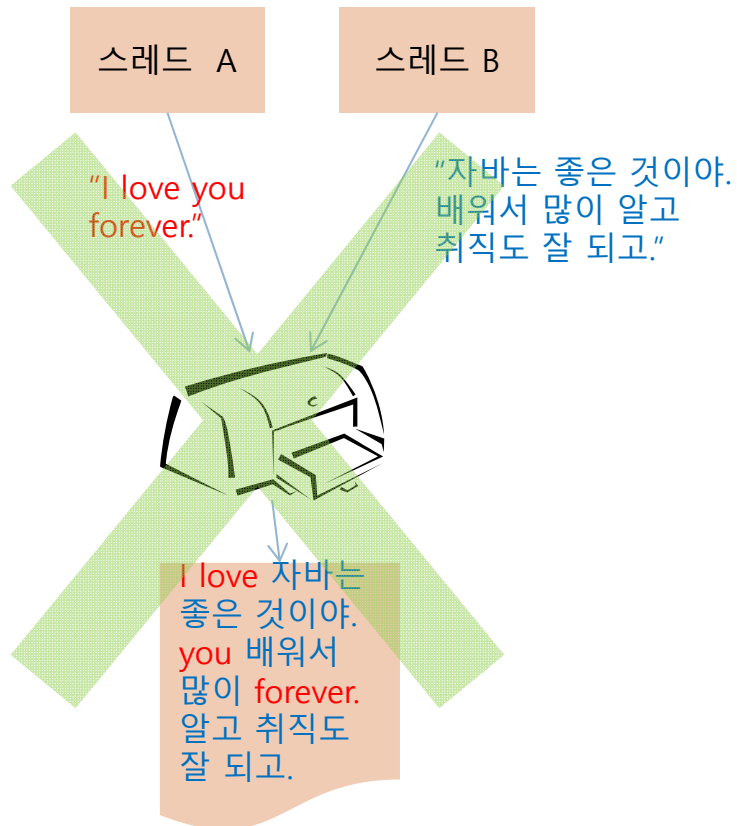 스레드 A
스레드 B
"I love you
forever."
"자바는 좋은 것이야.
배워서 많이 알고
취직도 잘 되고."
I love 자바는
좋은 것이야.
you 배워서
많이 forever.
알고 취직도
잘 되고.